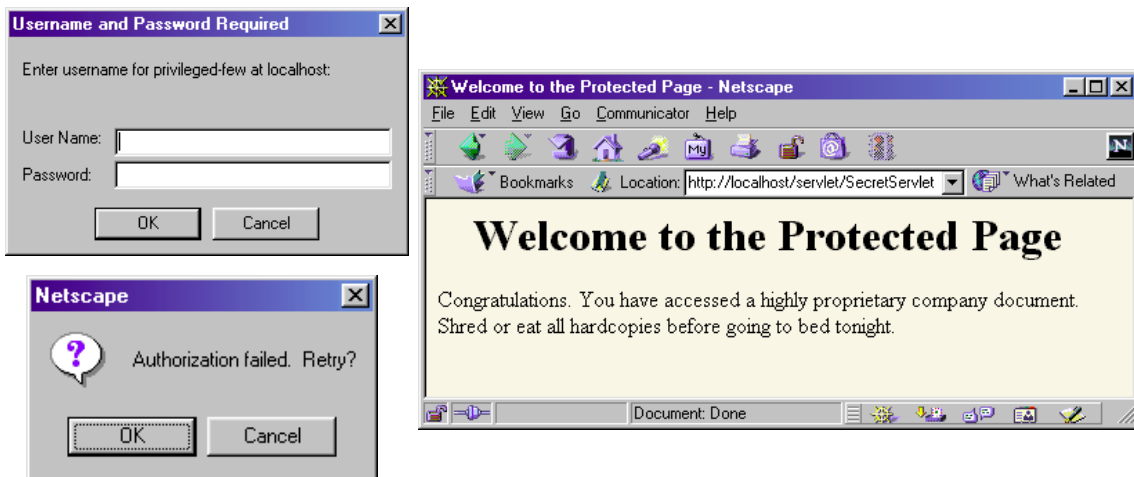 Username and Password Required
Enter username for privileged-few at localhost:
User Name:
Password:
OK Cancel
Netscape
Authorization failed. Retry?
OK Cancel
Welcome to the Protected Page - Netscape
File Edit View Go Communicator Help
My
N
Bookmarks Location: http://localhost/servlet/SecretServlet What's Related
Welcome to the Protected Page
Congratulations. You have accessed a highly proprietary company document.
Shred or eat all hardcopies before going to bed tonight.
Document: Done